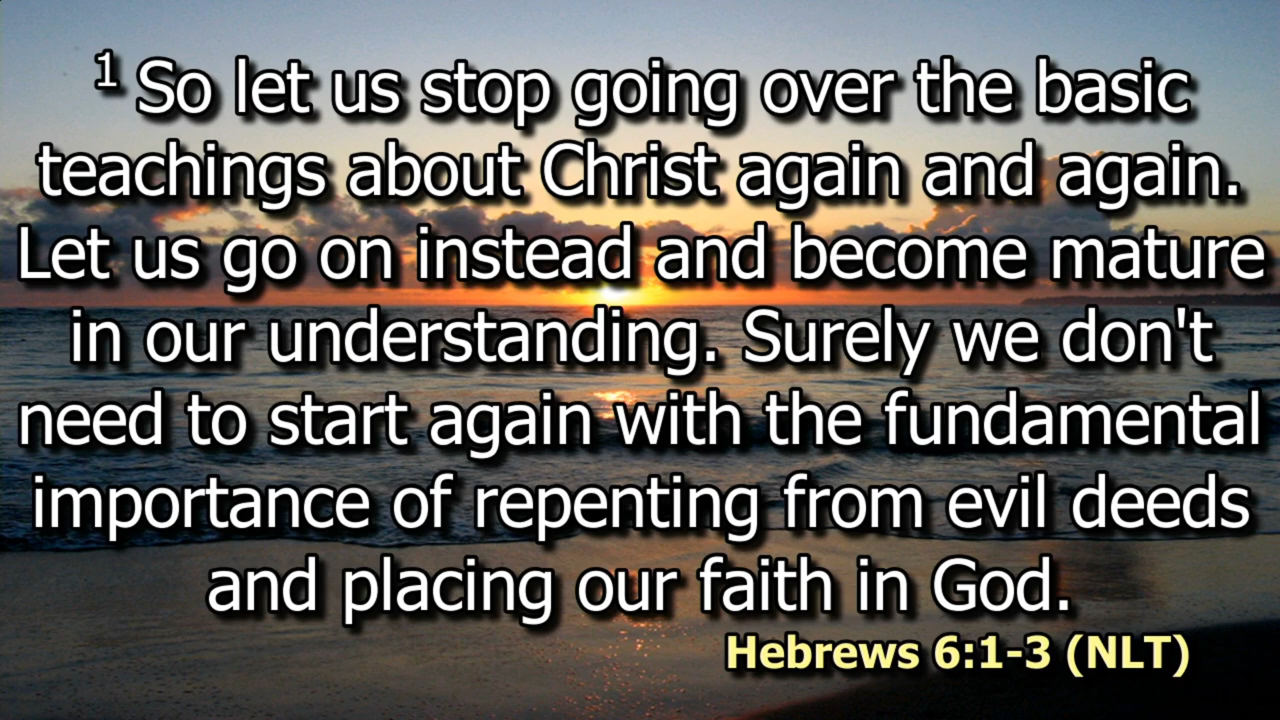 1 So let us stop going over the basic
teachings about Christ again and again.
Let us go on instead and become mature
in our understanding. Surely we don't
need to start again with the fundamental
importance of repenting from evil deeds
and placing our faith in God.
Hebrews 6:1-3 (NLT)